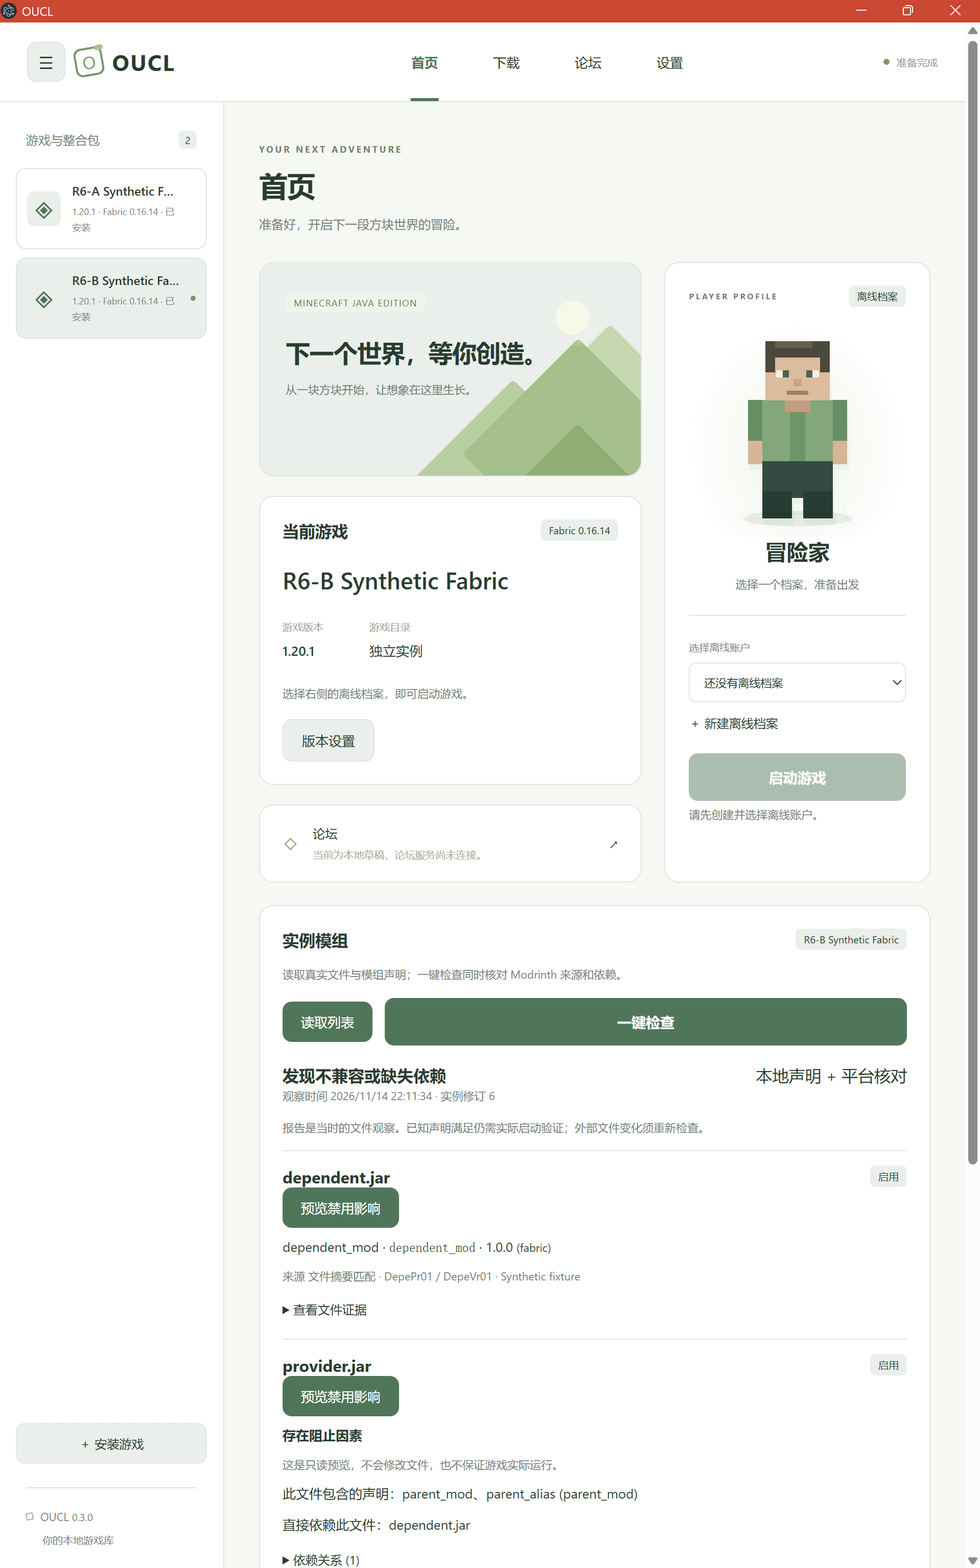 OUCL
OUCL
首页
下载
论坛
设置
准备完成
游戏与整合包
2
R6-A Synthetic F...
1.20.1 · Fabric 0.16.14 · 已
安装
R6-B Synthetic Fa...
1.20.1 · Fabric 0.16.14 · 已
安装
+ 安装游戏
OUCL 0.3.0
你的本地游戏库
YOUR NEXT ADVENTURE
首页
准备好，开启下一段方块世界的冒险。
MINECRAFT JAVA EDITION
下一个世界，等你创造。
从一块方块开始，让想象在这里生长。
当前游戏
Fabric 0.16.14
R6-B Synthetic Fabric
游戏版本
游戏目录
1.20.1
独立实例
选择右侧的离线档案，即可启动游戏。
版本设置
论坛
当前为本地草稿，论坛服务尚未连接。
PLAYER PROFILE
离线档案
冒险家
选择一个档案，准备出发
选择离线账户
还没有离线档案
+ 新建离线档案
启动游戏
请先创建并选择离线账户。
实例模组
R6-B Synthetic Fabric
读取真实文件与模组声明；一键检查同时核对 Modrinth 来源和依赖。
读取列表
一键检查
发现不兼容或缺失依赖
本地声明 + 平台核对
观察时间 2026/11/14 22:11:34 · 实例修订 6
报告是当时的文件观察。已知声明满足仍需实际启动验证；外部文件变化须重新检查。
dependent.jar
启用
预览禁用影响
dependent_mod · dependent_mod · 1.0.0 (fabric)
来源 文件摘要匹配 · DepePr01 / DepeVr01 · Synthetic fixture
查看文件证据
provider.jar
启用
预览禁用影响
存在阻止因素
这是只读预览，不会修改文件，也不保证游戏实际运行。
此文件包含的声明：parent_mod、parent_alias (parent_mod)
直接依赖此文件：dependent.jar
依赖关系 (1)